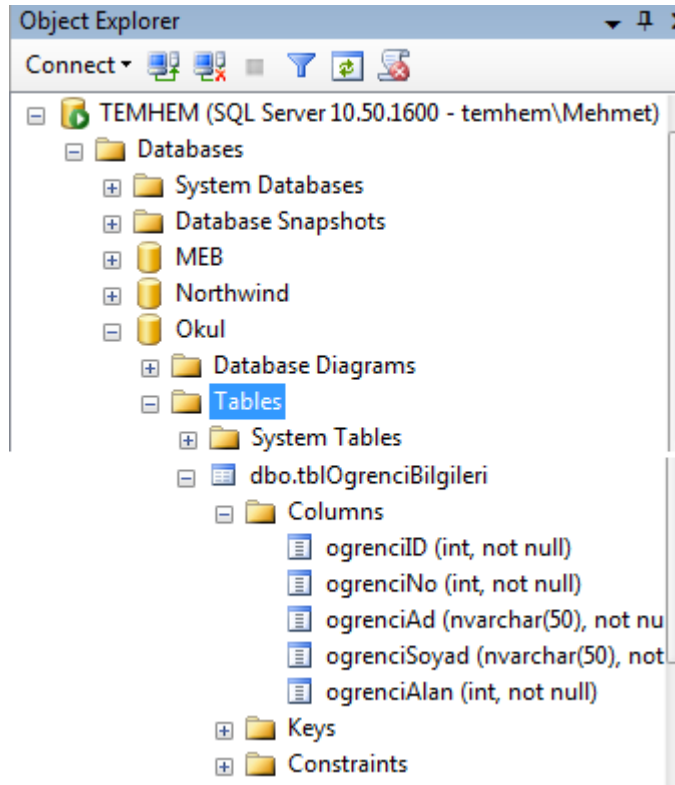 Object Explorer
Connect
TEMHEM (SQL Server 10.50.1600 - temhem\Mehmet)
Databases
System Databases
Database Snapshots
MEB
Northwind
Okul
Database Diagrams
Tables
System Tables
dbo.tblOgrenciBilgileri
Columns
ogrenciID (int, not null)
ogrenciNo (int, not null)
ogrenciAd (nvarchar(50), not nu
ogrenciSoyad (nvarchar(50), not
ogrenciAlan (int, not null)
Keys
Constraints